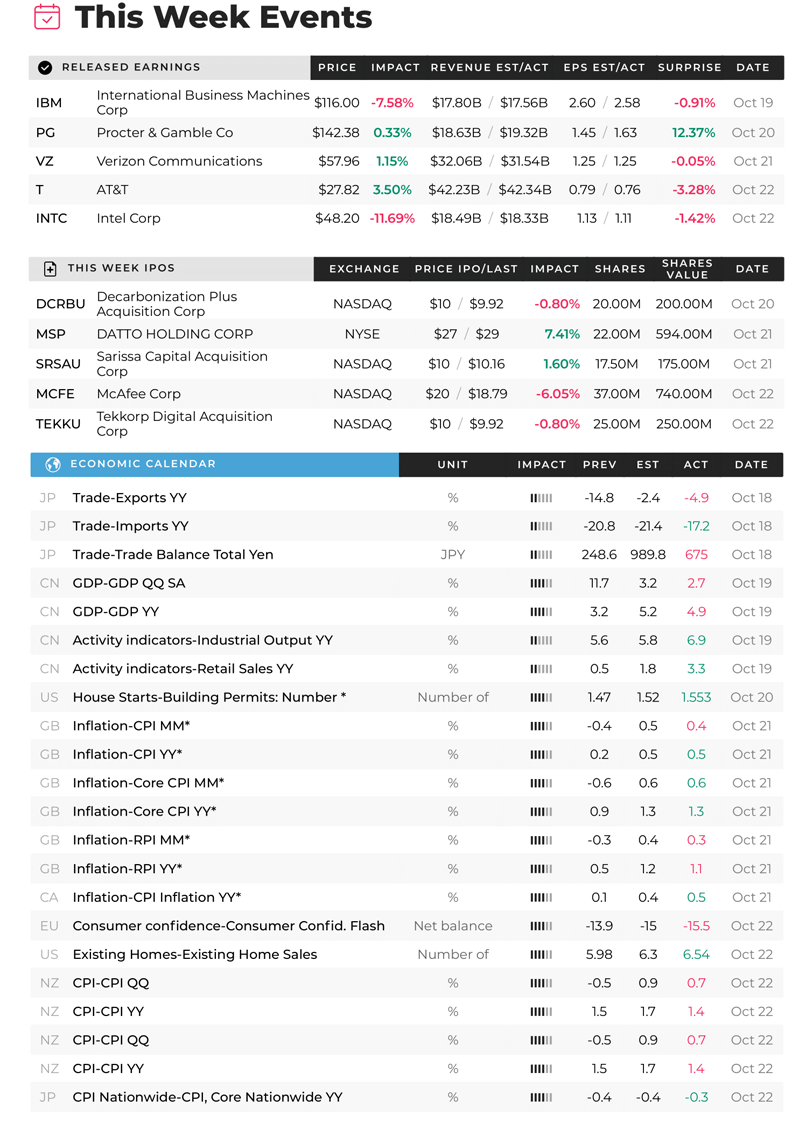 This Week Events
RELEASED EARNINGS PRICE IMPACT REVENUE EST/ACT EPS EST/ACT SURPRISE DATE
IBM International Business Machines Corp $116.00 -7.58% $17.80B / $17.56B 2.60 / 2.58 -0.91% Oct 19
PG Procter & Gamble Co $142.38 0.33% $18.63B / $19.32B 1.45 / 1.63 12.37% Oct 20
VZ Verizon Communications $57.96 1.15% $32.06B / $31.54B 1.25 / 1.25 -0.05% Oct 21
T AT&T $27.82 3.50% $42.23B / $42.34B 0.79 / 0.76 -3.28% Oct 22
INTC Intel Corp $48.20 -11.69% $18.49B / $18.33B 1.13 / 1.11 -1.42% Oct 22
THIS WEEK IPOS EXCHANGE PRICE IPO/LAST IMPACT SHARES SHARES VALUE DATE
DCRBU Decarbonization Plus Acquisition Corp NASDAQ $10 / $9.92 -0.80% 20.00M 200.00M Oct 20
MSP DATTO HOLDING CORP NYSE $27 / $29 7.41% 22.00M 594.00M Oct 21
SRSAU Sarissa Capital Acquisition Corp NASDAQ $10 / $10.16 1.60% 17.50M 175.00M Oct 21
MCFE McAfee Corp NASDAQ $20 / $18.79 -6.05% 37.00M 740.00M Oct 22
TEKKU Tekkorp Digital Acquisition Corp NASDAQ $10 / $9.92 -0.80% 25.00M 250.00M Oct 22
ECONOMIC CALENDAR UNIT IMPACT PREV EST ACT DATE
JP Trade-Exports YY % -14.8 -2.4 -4.9 Oct 18
JP Trade-Imports YY % -20.8 -21.4 -17.2 Oct 18
JP Trade-Trade Balance Total Yen JPY 248.6 989.8 675 Oct 18
CN GDP-GDP QQ SA % 11.7 3.2 2.7 Oct 19
CN GDP-GDP YY % 3.2 5.2 4.9 Oct 19
CN Activity indicators-Industrial Output YY % 5.6 5.8 6.9 Oct 19
CN Activity indicators-Retail Sales YY % 0.5 1.8 3.3 Oct 19
US House Starts-Building Permits: Number * Number of 1.47 1.52 1.553 Oct 20
GB Inflation-CPI MM* % -0.4 0.5 0.4 Oct 21
GB Inflation-CPI YY* % 0.2 0.5 0.5 Oct 21
GB Inflation-Core CPI MM* % -0.6 0.6 0.6 Oct 21
GB Inflation-Core CPI YY* % 0.9 1.3 1.3 Oct 21
GB Inflation-RPI MM* % -0.3 0.4 0.3 Oct 21
GB Inflation-RPI YY* % 0.5 1.2 1.1 Oct 21
CA Inflation-CPI Inflation YY* % 0.1 0.4 0.5 Oct 21
EU Consumer confidence-Consumer Confid. Flash Net balance -13.9 -15 -15.5 Oct 22
US Existing Homes-Existing Home Sales Number of 5.98 6.3 6.54 Oct 22
NZ CPI-CPI QQ % -0.5 0.9 0.7 Oct 22
NZ CPI-CPI YY % 1.5 1.7 1.4 Oct 22
NZ CPI-CPI QQ % -0.5 0.9 0.7 Oct 22
NZ CPI-CPI YY % 1.5 1.7 1.4 Oct 22
JP CPI Nationwide-CPI, Core Nationwide YY % -0.4 -0.4 -0.3 Oct 22